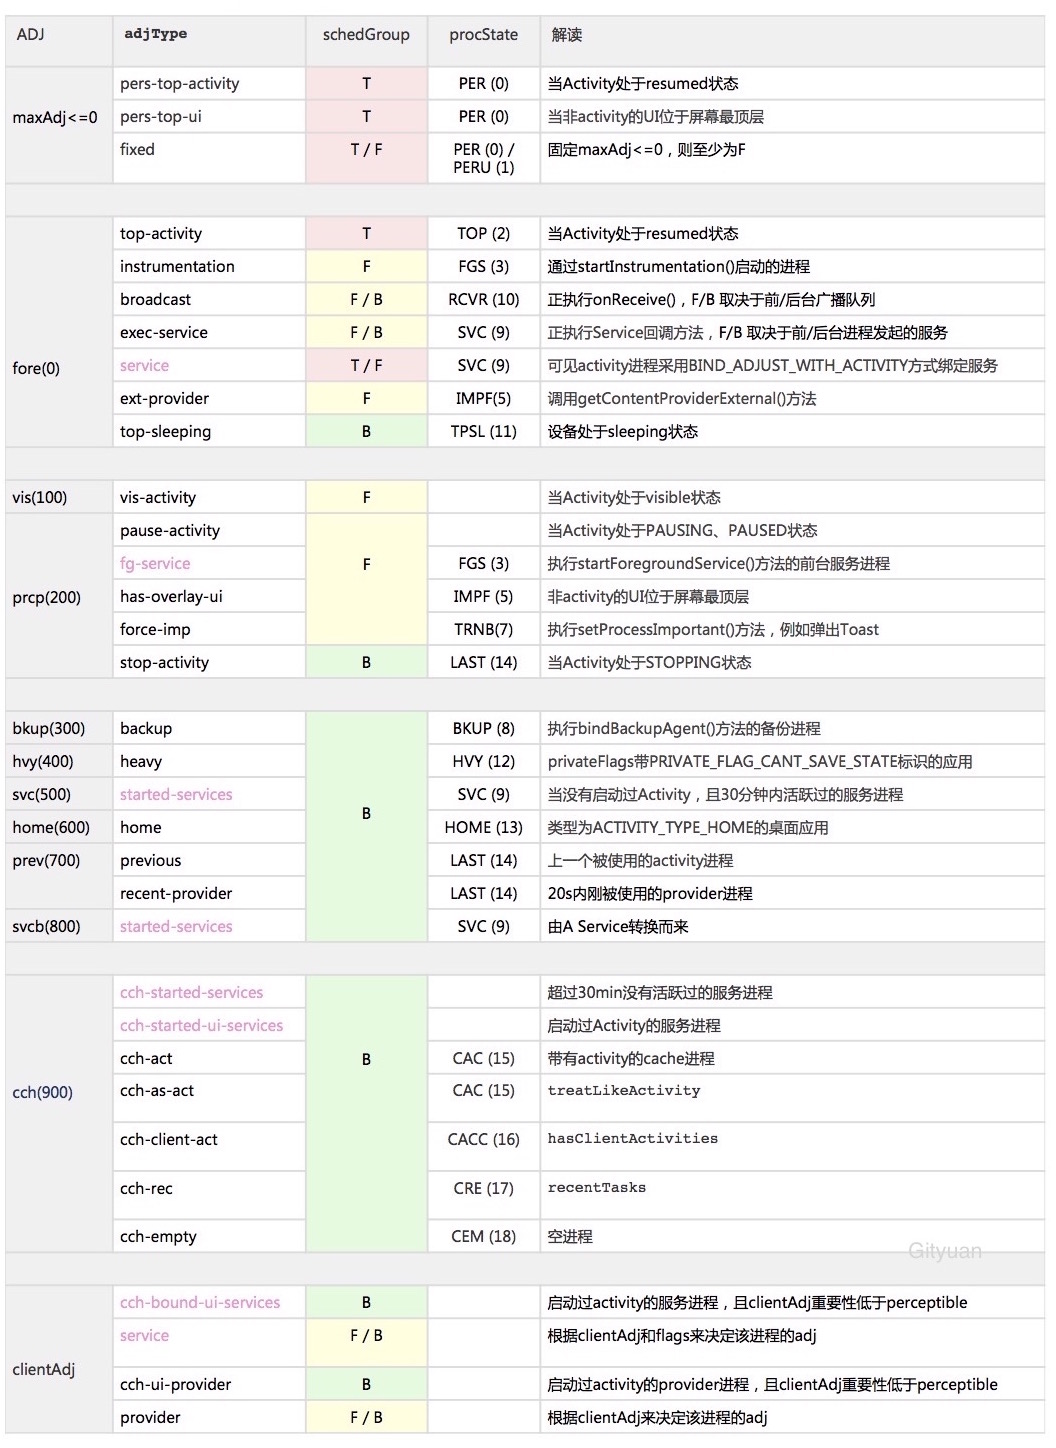 ADJ adjType schedGroup procState 解读
pers-top-activity T PER (0) 当Activity处于resumed状态
maxAdj<=0 pers-top-ui T PER (0) 当非activity的UI位于屏幕最顶层
fixed T / F PER (0) / 固定maxAdj<=0，则至少为F
PERU (1)
top-activity T TOP (2) 当Activity处于resumed状态
instrumentation F FGS (3) 通过startInstrumentation()启动的进程
broadcast F / B RCVR (10) 正执行onReceive()，F/B 取决于前/后台广播队列
exec-service F / B SVC (9) 正执行Service回调方法，F/B 取决于前/后台进程发起的服务
fore(0) service T / F SVC (9) 可见activity进程采用BIND_ADJUST_WITH_ACTIVITY方式绑定服务
ext-provider F IMPF(5) 调用getContentProviderExternal()方法
top-sleeping B TPSL (11) 设备处于sleeping状态
vis(100) vis-activity F 当Activity处于visible状态
pause-activity 当Activity处于PAUSING、PAUSED状态
fg-service F FGS (3) 执行startForegroundService()方法的前台服务进程
prcp(200) has-overlay-ui IMPF (5) 非activity的UI位于屏幕最顶层
force-imp TRNB(7) 执行setProcessImportant()方法，例如弹出Toast
stop-activity B LAST (14) 当Activity处于STOPPING状态
bkup(300) backup BKUP (8) 执行bindBackupAgent()方法的备份进程
hvy(400) heavy HVY (12) privateFlags带PRIVATE_FLAG_CANT_SAVE_STATE标识的应用
svc(500) started-services SVC (9) 当没有启动过Activity，且30分钟内活跃过的服务进程
B
home(600) home HOME (13) 类型为ACTIVITY_TYPE_HOME的桌面应用
prev(700) previous LAST (14) 上一个被使用的activity进程
recent-provider LAST (14) 20s内刚被使用的provider进程
svcb(800) started-services SVC (9) 由A Service转换而来
cch-started-services 超过30min没有活跃过的服务进程
cch-started-ui-services 启动过Activity的服务进程
cch-act B CAC (15) 带有activity的cache进程
cch(900) cch-as-act CAC (15) treatLikeActivity
cch-client-act CACC (16) hasClientActivities
cch-rec CRE (17) recentTasks
cch-empty CEM (18) 空进程
Gityuan
cch-bound-ui-services B 启动过activity的服务进程，且clientAdj重要性低于perceptible
service F / B 根据clientAdj和flags来决定该进程的adj
clientAdj
cch-ui-provider B 启动过activity的provider进程，且clientAdj重要性低于perceptible
provider F / B 根据clientAdj来决定该进程的adj